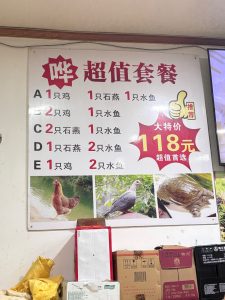 超值套餐
A 1只鸡 1只石燕 1只水鱼
B 2只鸡 1只水鱼
C 2只石燕 1只水鱼
D 1只石燕 2只水鱼
E 1只鸡 2只水鱼
推荐
大特价
118元
超值首选